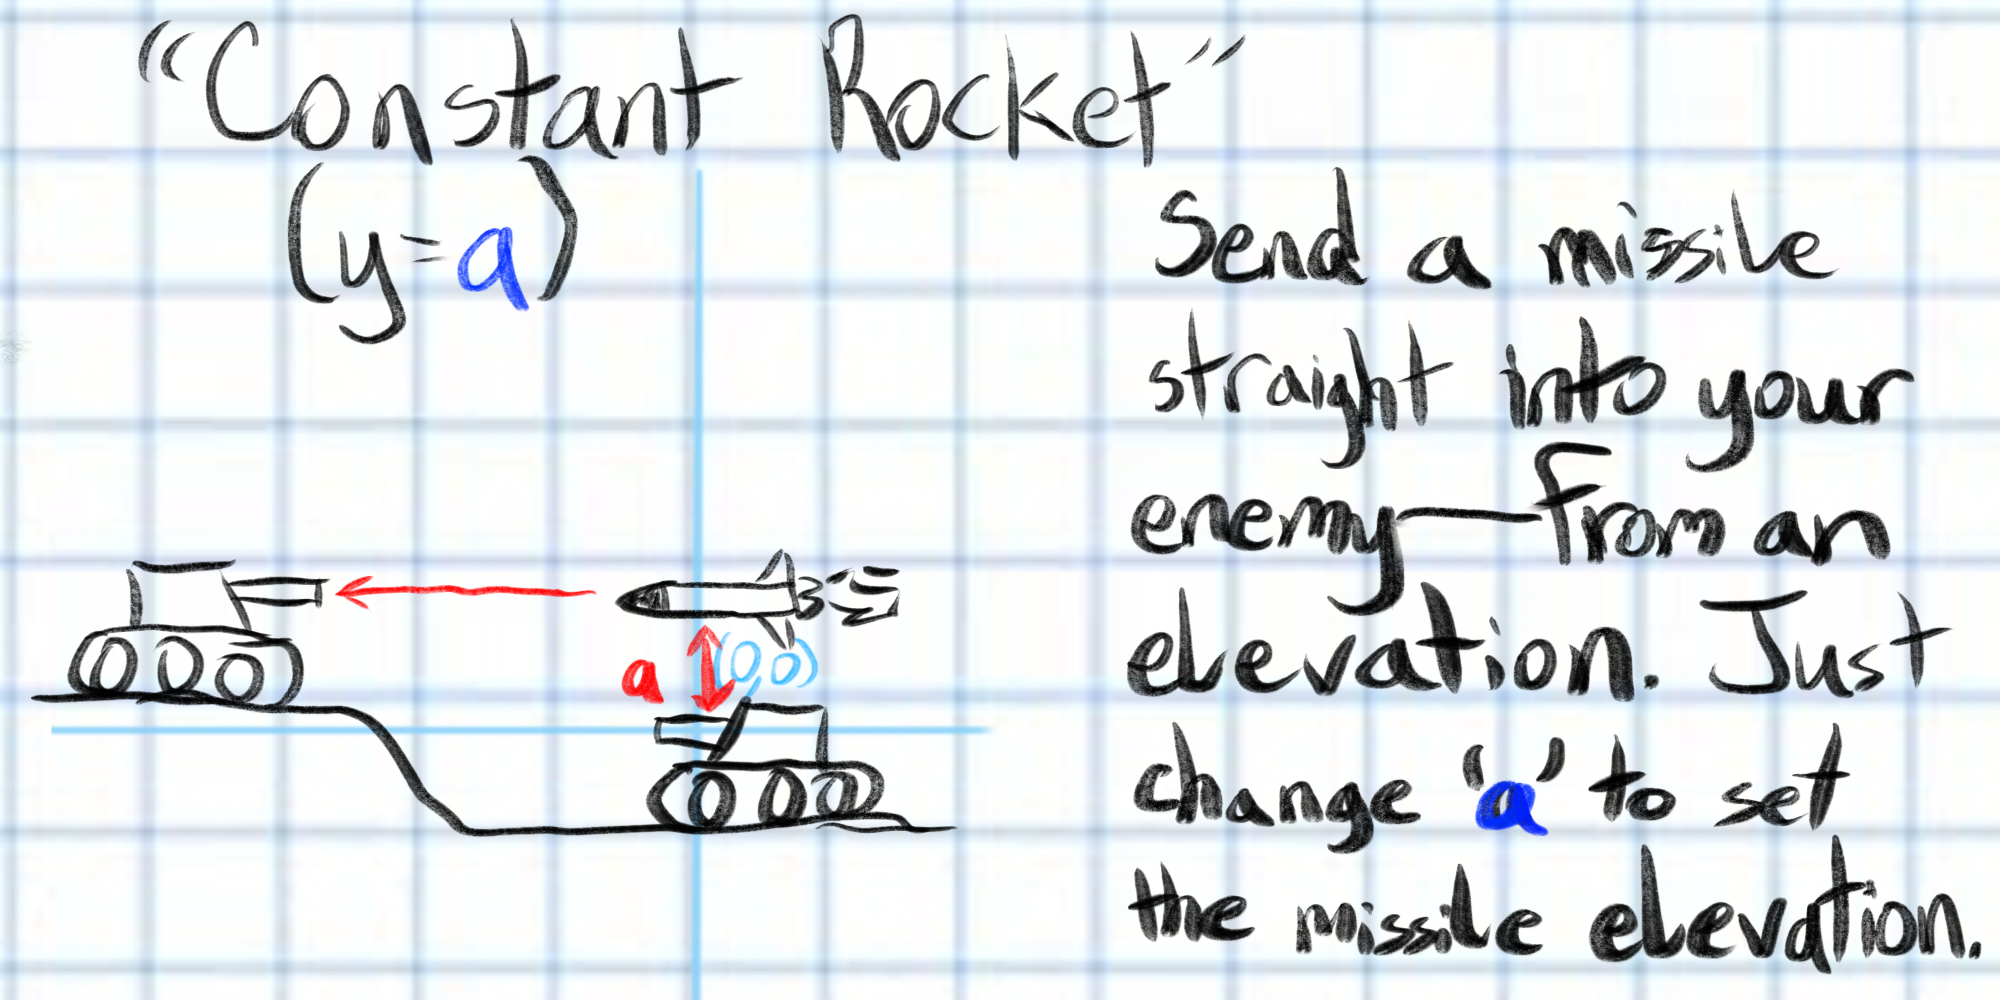 "Constant Rocket"
(y=a)
Send a missile
straight into your
enemy—from an
elevation. Just
change 'a' to set
the missile elevation.
a
(0,0)